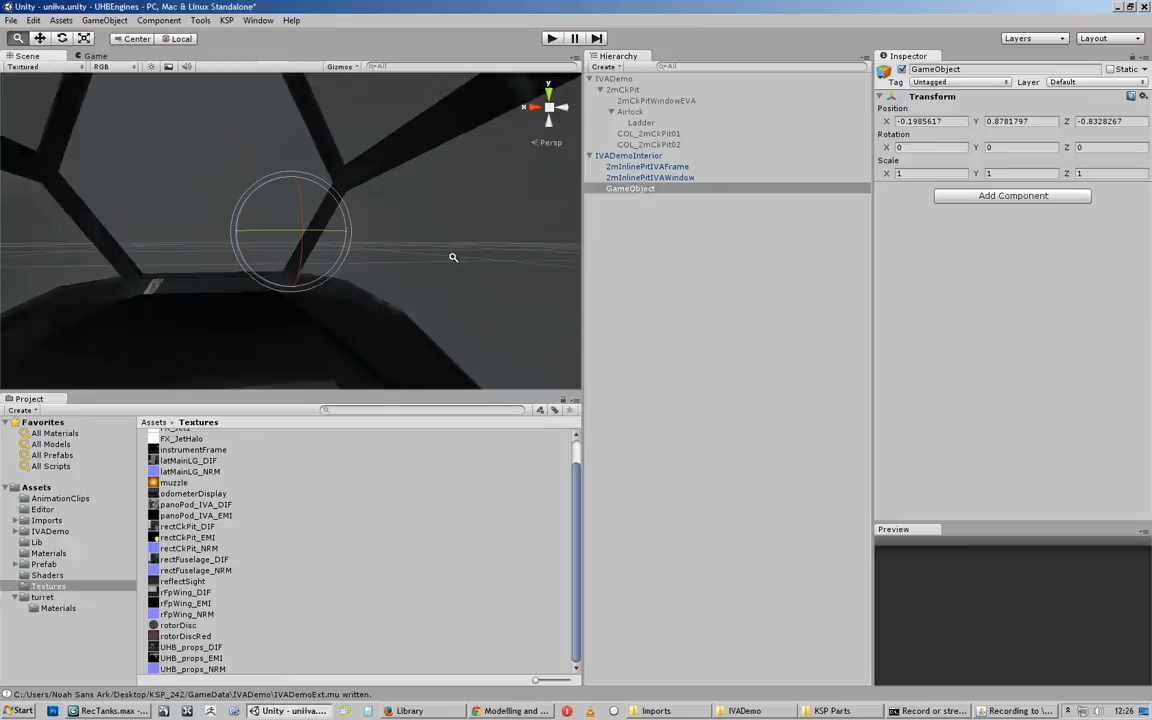 Unity - uniiva.unity - UHBEngines - PC, Mac & Linux Standalone*
File Edit Assets GameObject Component Tools KSP Window Help
Center Local Layers Layout
Scene Game
Textured RGB Gizmos All
y
x
Persp
Hierarchy
Create All
IVADemo
2mCkPit
2mCkPitWindowEVA
Airlock
Ladder
COL_2mCkPit01
COL_2mCkPit02
IVADemoInterior
2mInlinePitIVAFrame
2mInlinePitIVAWindow
GameObject
Inspector
GameObject Static
Tag Untagged Layer Default
Transform
Position
X -0.1985617 Y 0.8781797 Z -0.8328267
Rotation
X 0 Y 0 Z 0
Scale
X 1 Y 1 Z 1
Add Component
Preview
Project
Create
Favorites
All Materials
All Models
All Prefabs
All Scripts
Assets
AnimationClips
Editor
Imports
IVADemo
Lib
Materials
Prefab
Shaders
Textures
turret
Materials
Assets Textures
FX_JetHalo
instrumentFrame
latMainLG_DIF
latMainLG_NRM
muzzle
odometerDisplay
panoPod_IVA_DIF
panoPod_IVA_EMI
rectCkPit_DIF
rectCkPit_EMI
rectCkPit_NRM
rectFuselage_DIF
rectFuselage_NRM
reflectSight
rFpWing_DIF
rFpWing_EMI
rFpWing_NRM
rotorDisc
rotorDiscRed
UHB_props_DIF
UHB_props_EMI
UHB_props_NRM
C:/Users/Noah Sans Ark/Desktop/KSP_242/GameData\IVADemo\IVADemoExt.mu written.
Start RecTanks.max -... Unity - uniiva.... Library Modelling and ... Imports IVADemo KSP Parts Record or stre... Recording to \... 12:26